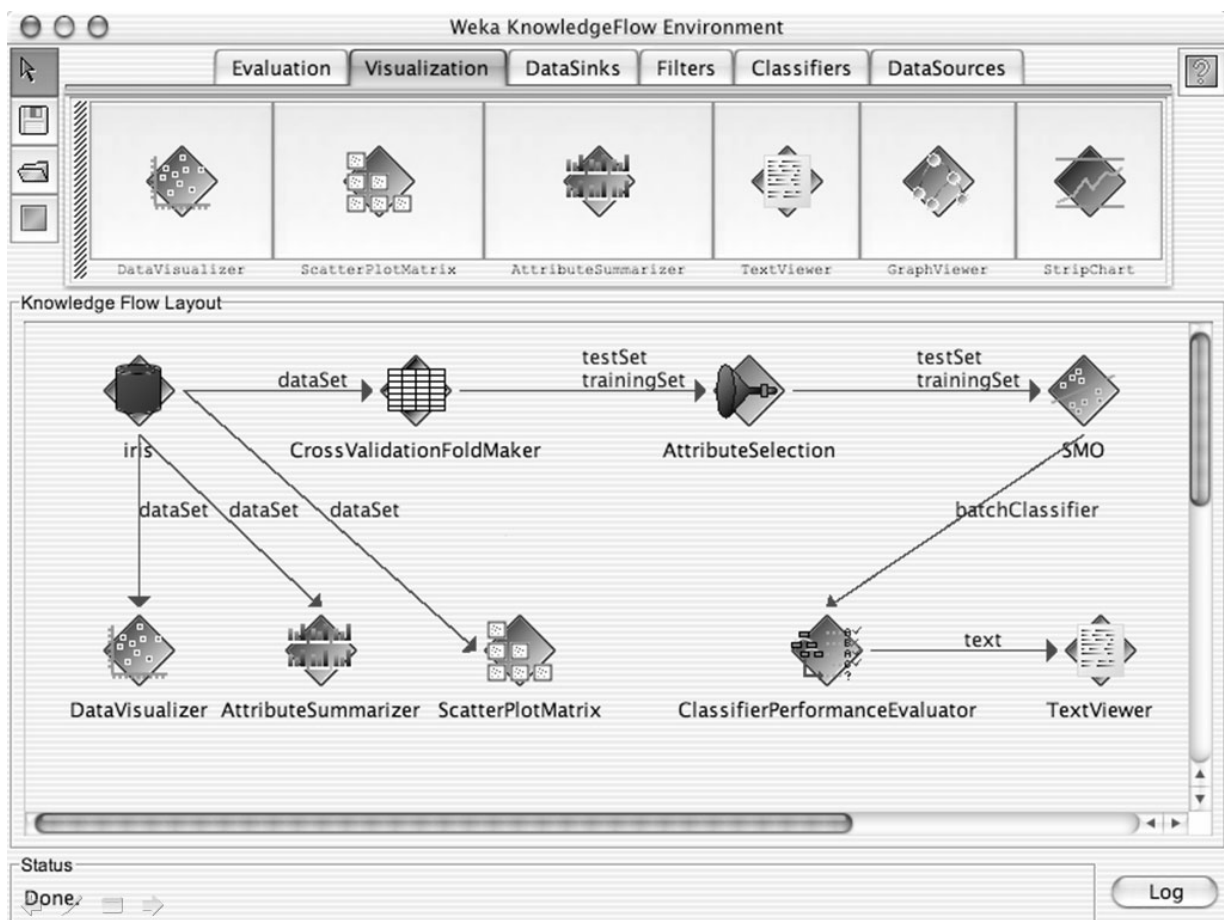 Weka KnowledgeFlow Environment
Evaluation Visualization DataSinks Filters Classifiers DataSources
DataVisualizer ScatterPlotMatrix AttributeSummarizer TextViewer GraphViewer StripChart
Knowledge Flow Layout
testSet testSet
dataSet trainingSet trainingSet
iris CrossValidationFoldMaker AttributeSelection SMO
dataSet dataSet dataSet batchClassifier
text
DataVisualizer AttributeSummarizer ScatterPlotMatrix ClassifierPerformanceEvaluator TextViewer
Status
Done.
Log